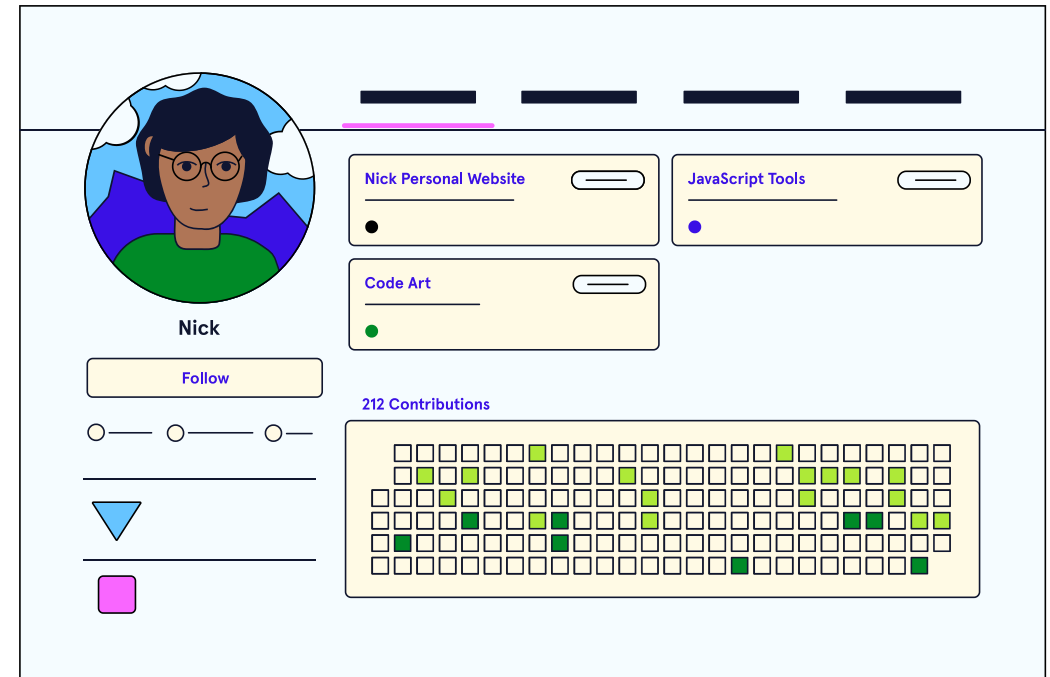 Nick Personal Website
JavaScript Tools
Code Art
Nick
Follow
212 Contributions